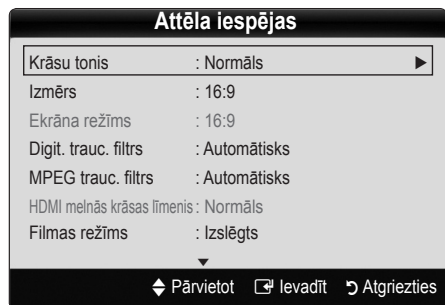 Attēla iespējas
Krāsu tonis : Normāls
Izmērs : 16:9
Ekrāna režīms : 16:9
Digit. trauc. filtrs : Automātisks
MPEG trauc. filtrs : Automātisks
HDMI melnās krāsas līmenis : Normāls
Filmas režīms : Izslēgts
Pārvietot Ievadīt Atgriezties